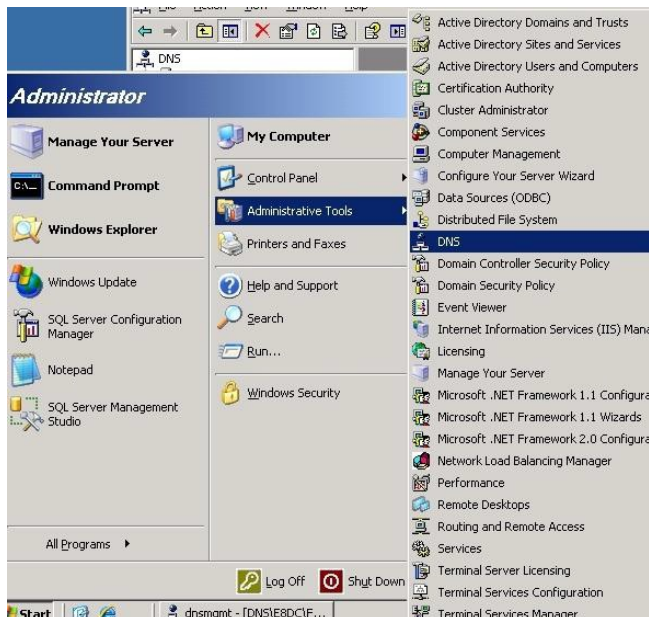 DNS
Administrator
Manage Your Server
Command Prompt
Windows Explorer
Windows Update
SQL Server Configuration
Manager
Notepad
SQL Server Management
Studio
All Programs
My Computer
Control Panel
Administrative Tools
Printers and Faxes
Help and Support
Search
Run...
Windows Security
Log Off
Shut Down
Active Directory Domains and Trusts
Active Directory Sites and Services
Active Directory Users and Computers
Certification Authority
Cluster Administrator
Component Services
Computer Management
Configure Your Server Wizard
Data Sources (ODBC)
Distributed File System
DNS
Domain Controller Security Policy
Domain Security Policy
Event Viewer
Internet Information Services (IIS) Mana
Licensing
Manage Your Server
Microsoft .NET Framework 1.1 Configura
Microsoft .NET Framework 1.1 Wizards
Microsoft .NET Framework 2.0 Configura
Network Load Balancing Manager
Performance
Remote Desktops
Routing and Remote Access
Services
Terminal Server Licensing
Terminal Services Configuration
Terminal Services Manager
Start
dnsmgmt - [DNS\E8DC\F...